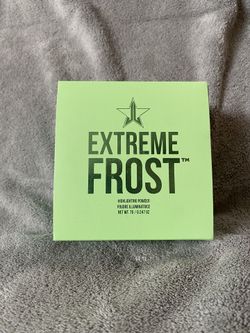 EXTREME
FROST™
HIGHLIGHTING POWDER
POUDRE ILLUMINATRICE
NET WT. 7G / 0.247 OZ